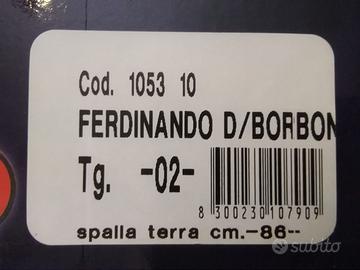 Cod. 1053 10
FERDINANDO D/BORBON
Tg. -02-
8 300230 107909
spalla terra cm.-86--
subito